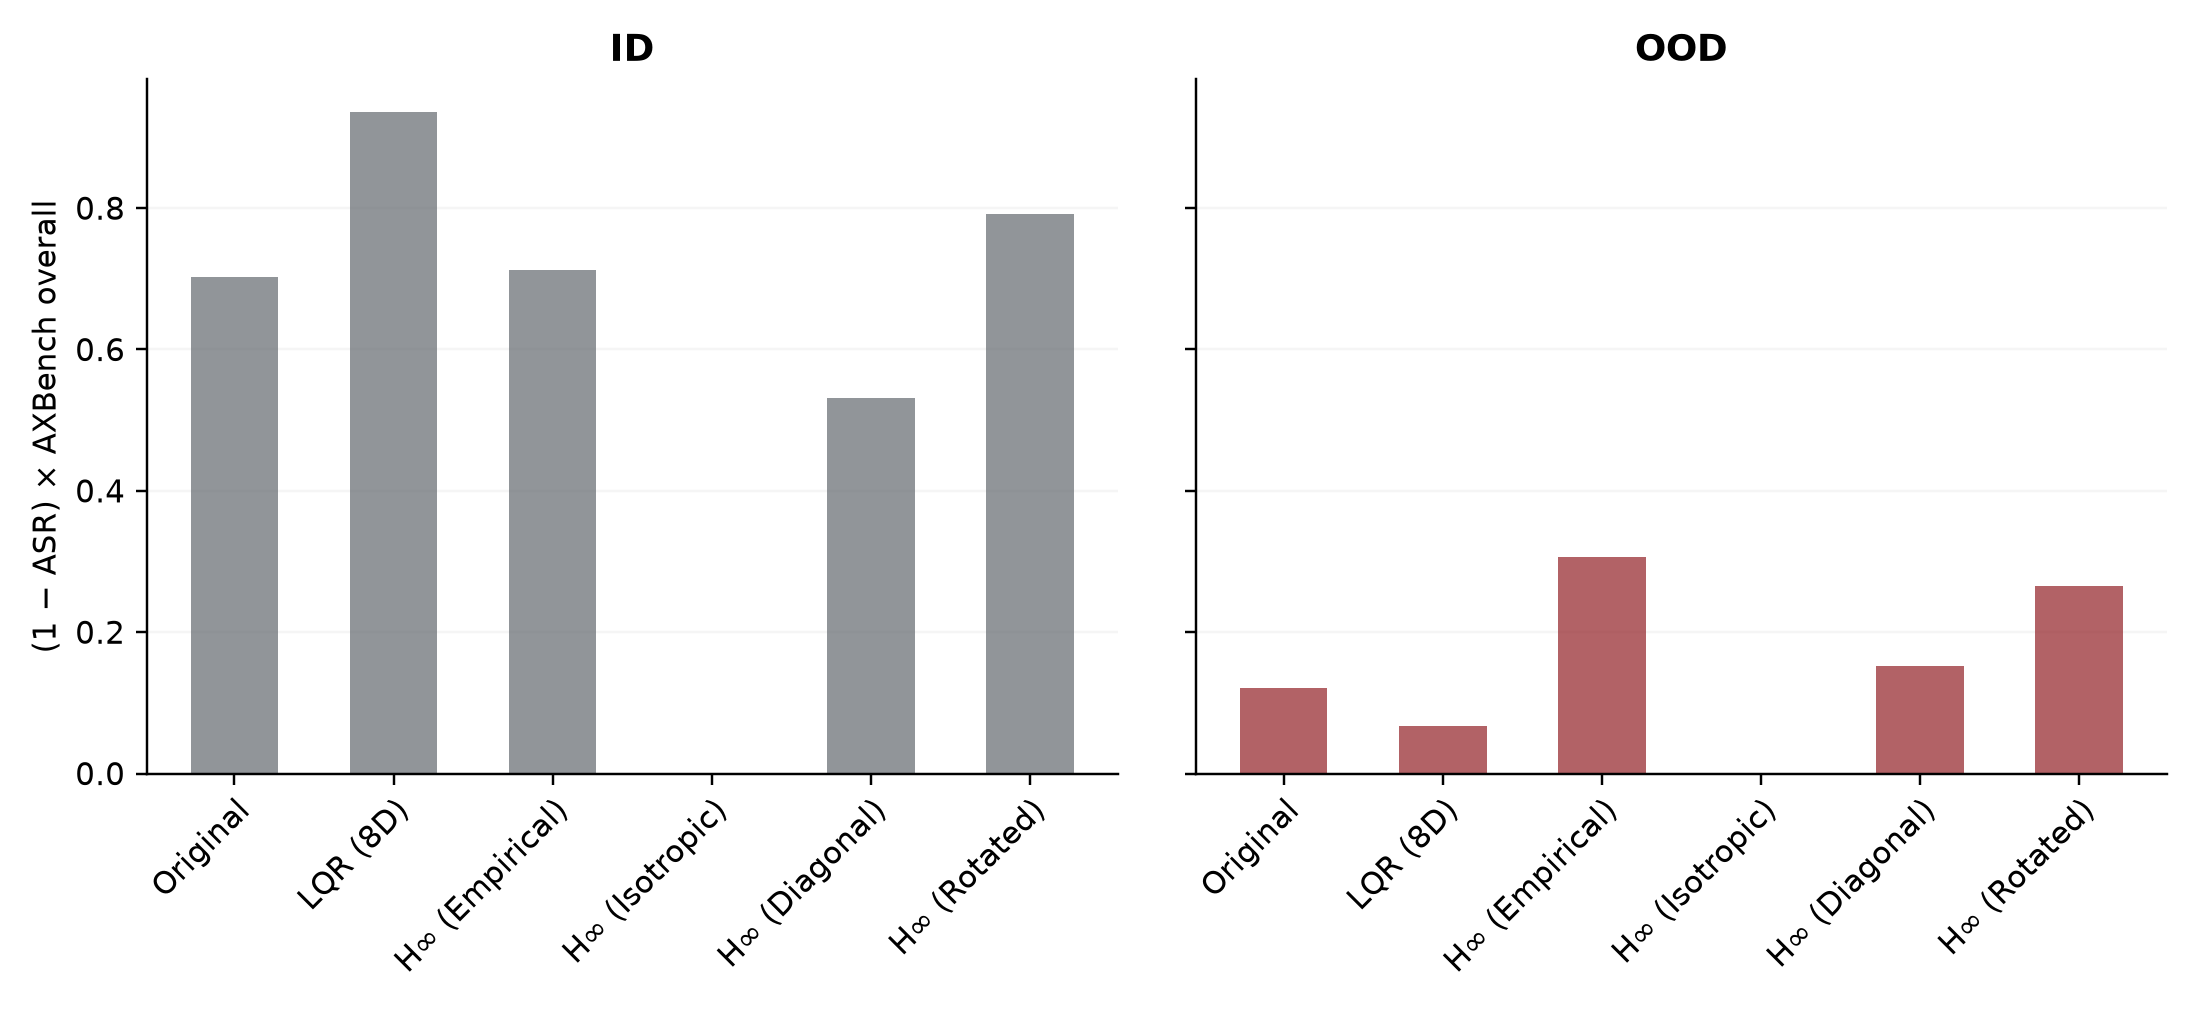 ID
OOD
(1 − ASR) × AXBench overall
0.8
0.6
0.4
0.2
0.0
Original
LQR (8D)
H∞ (Empirical)
H∞ (Isotropic)
H∞ (Diagonal)
H∞ (Rotated)
Original
LQR (8D)
H∞ (Empirical)
H∞ (Isotropic)
H∞ (Diagonal)
H∞ (Rotated)